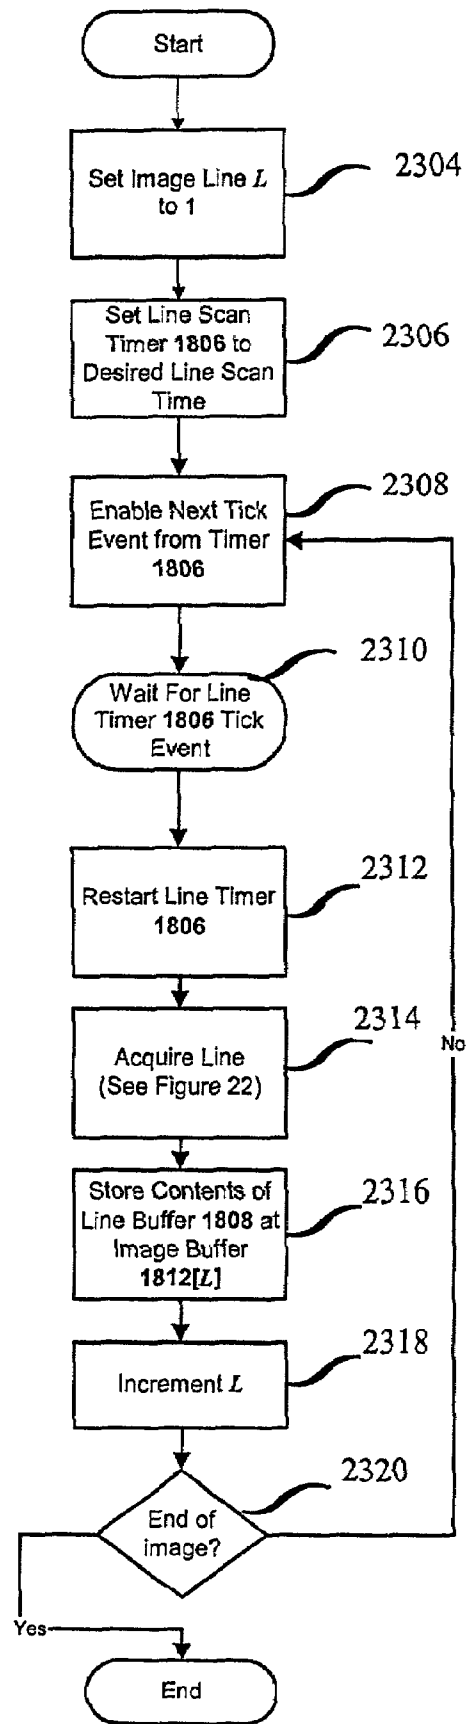 Start
Set Image Line L
to 1
2304
Set Line Scan
Timer 1806 to
Desired Line Scan
Time
2306
Enable Next Tick
Event from Timer
1806
2308
Wait For Line
Timer 1806 Tick
Event
2310
Restart Line Timer
1806
2312
Acquire Line
(See Figure 22)
2314
No
Store Contents of
Line Buffer 1808 at
Image Buffer
1812[L]
2316
Increment L
2318
End of
image?
2320
Yes
End